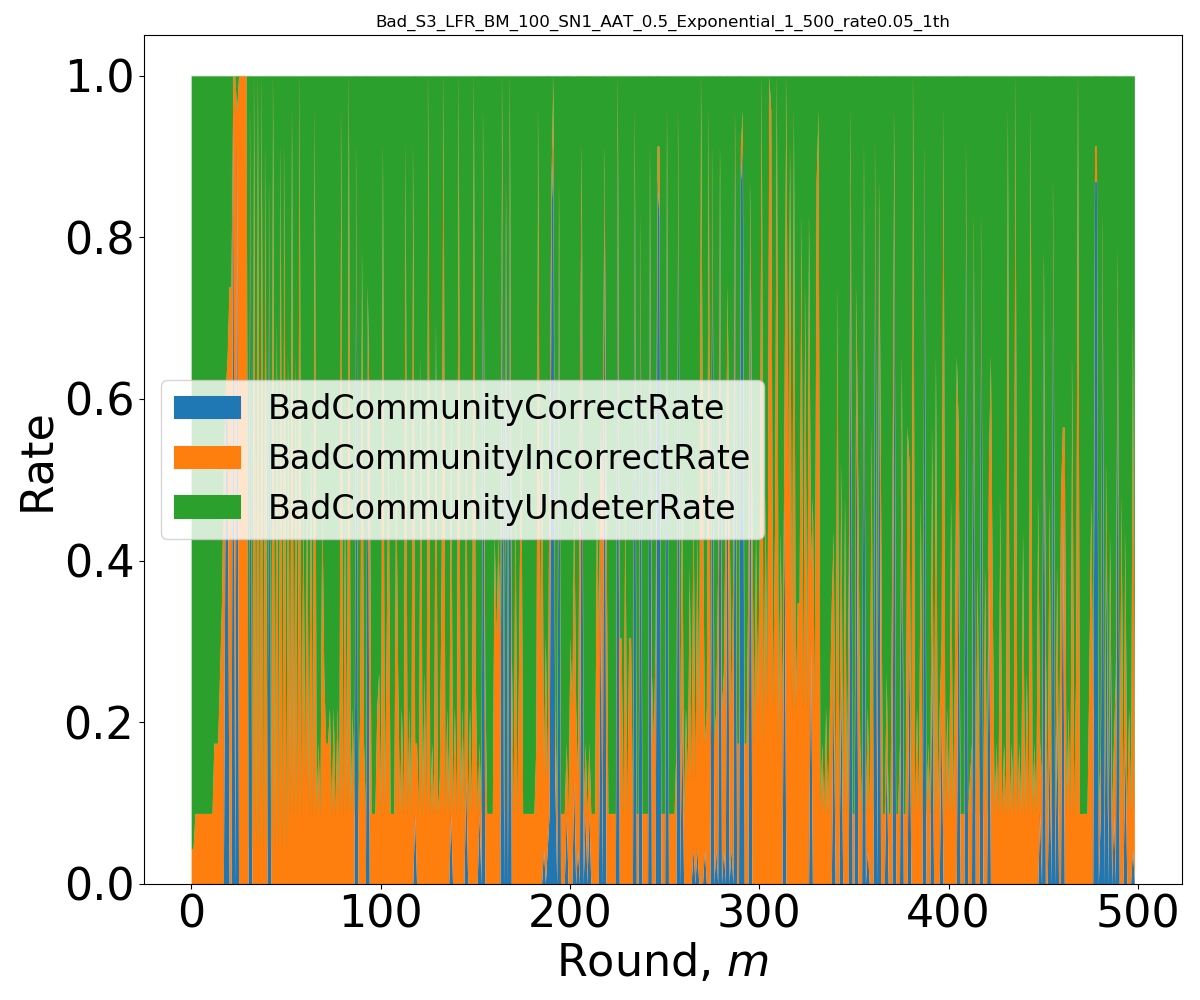 Bad_S3_LFR_BM_100_SN1_AAT_0.5_Exponential_1_500_rate0.05_1th
1.0
0.8
0.6
0.4
0.2
0.0
Rate
BadCommunityCorrectRate
BadCommunityIncorrectRate
BadCommunityUndeterRate
0 100 200 300 400 500
Round, m